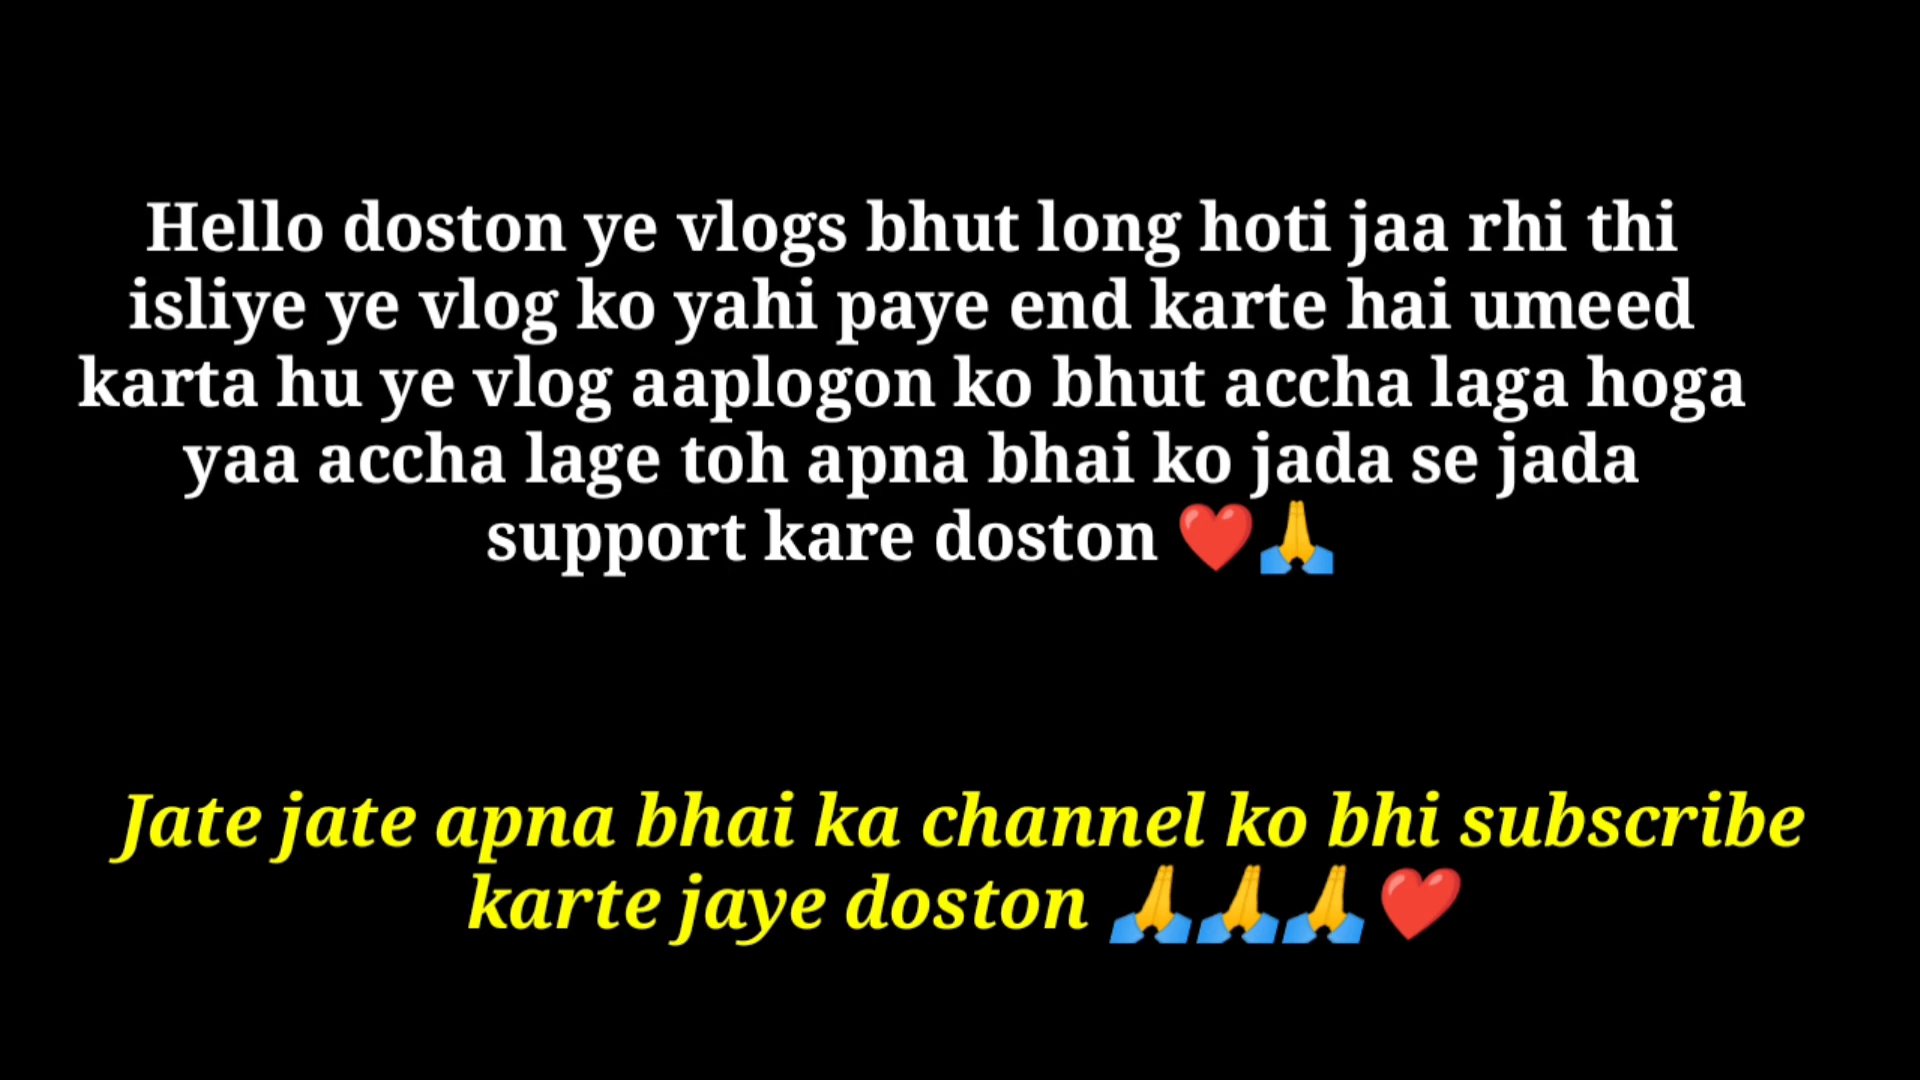 Hello doston ye vlogs bhut long hoti jaa rhi thi
isliye ye vlog ko yahi paye end karte hai umeed
karta hu ye vlog aaplogon ko bhut accha laga hoga
yaa accha lage toh apna bhai ko jada se jada
support kare doston ❤️🙏
Jate jate apna bhai ka channel ko bhi subscribe
karte jaye doston 🙏🙏🙏❤️